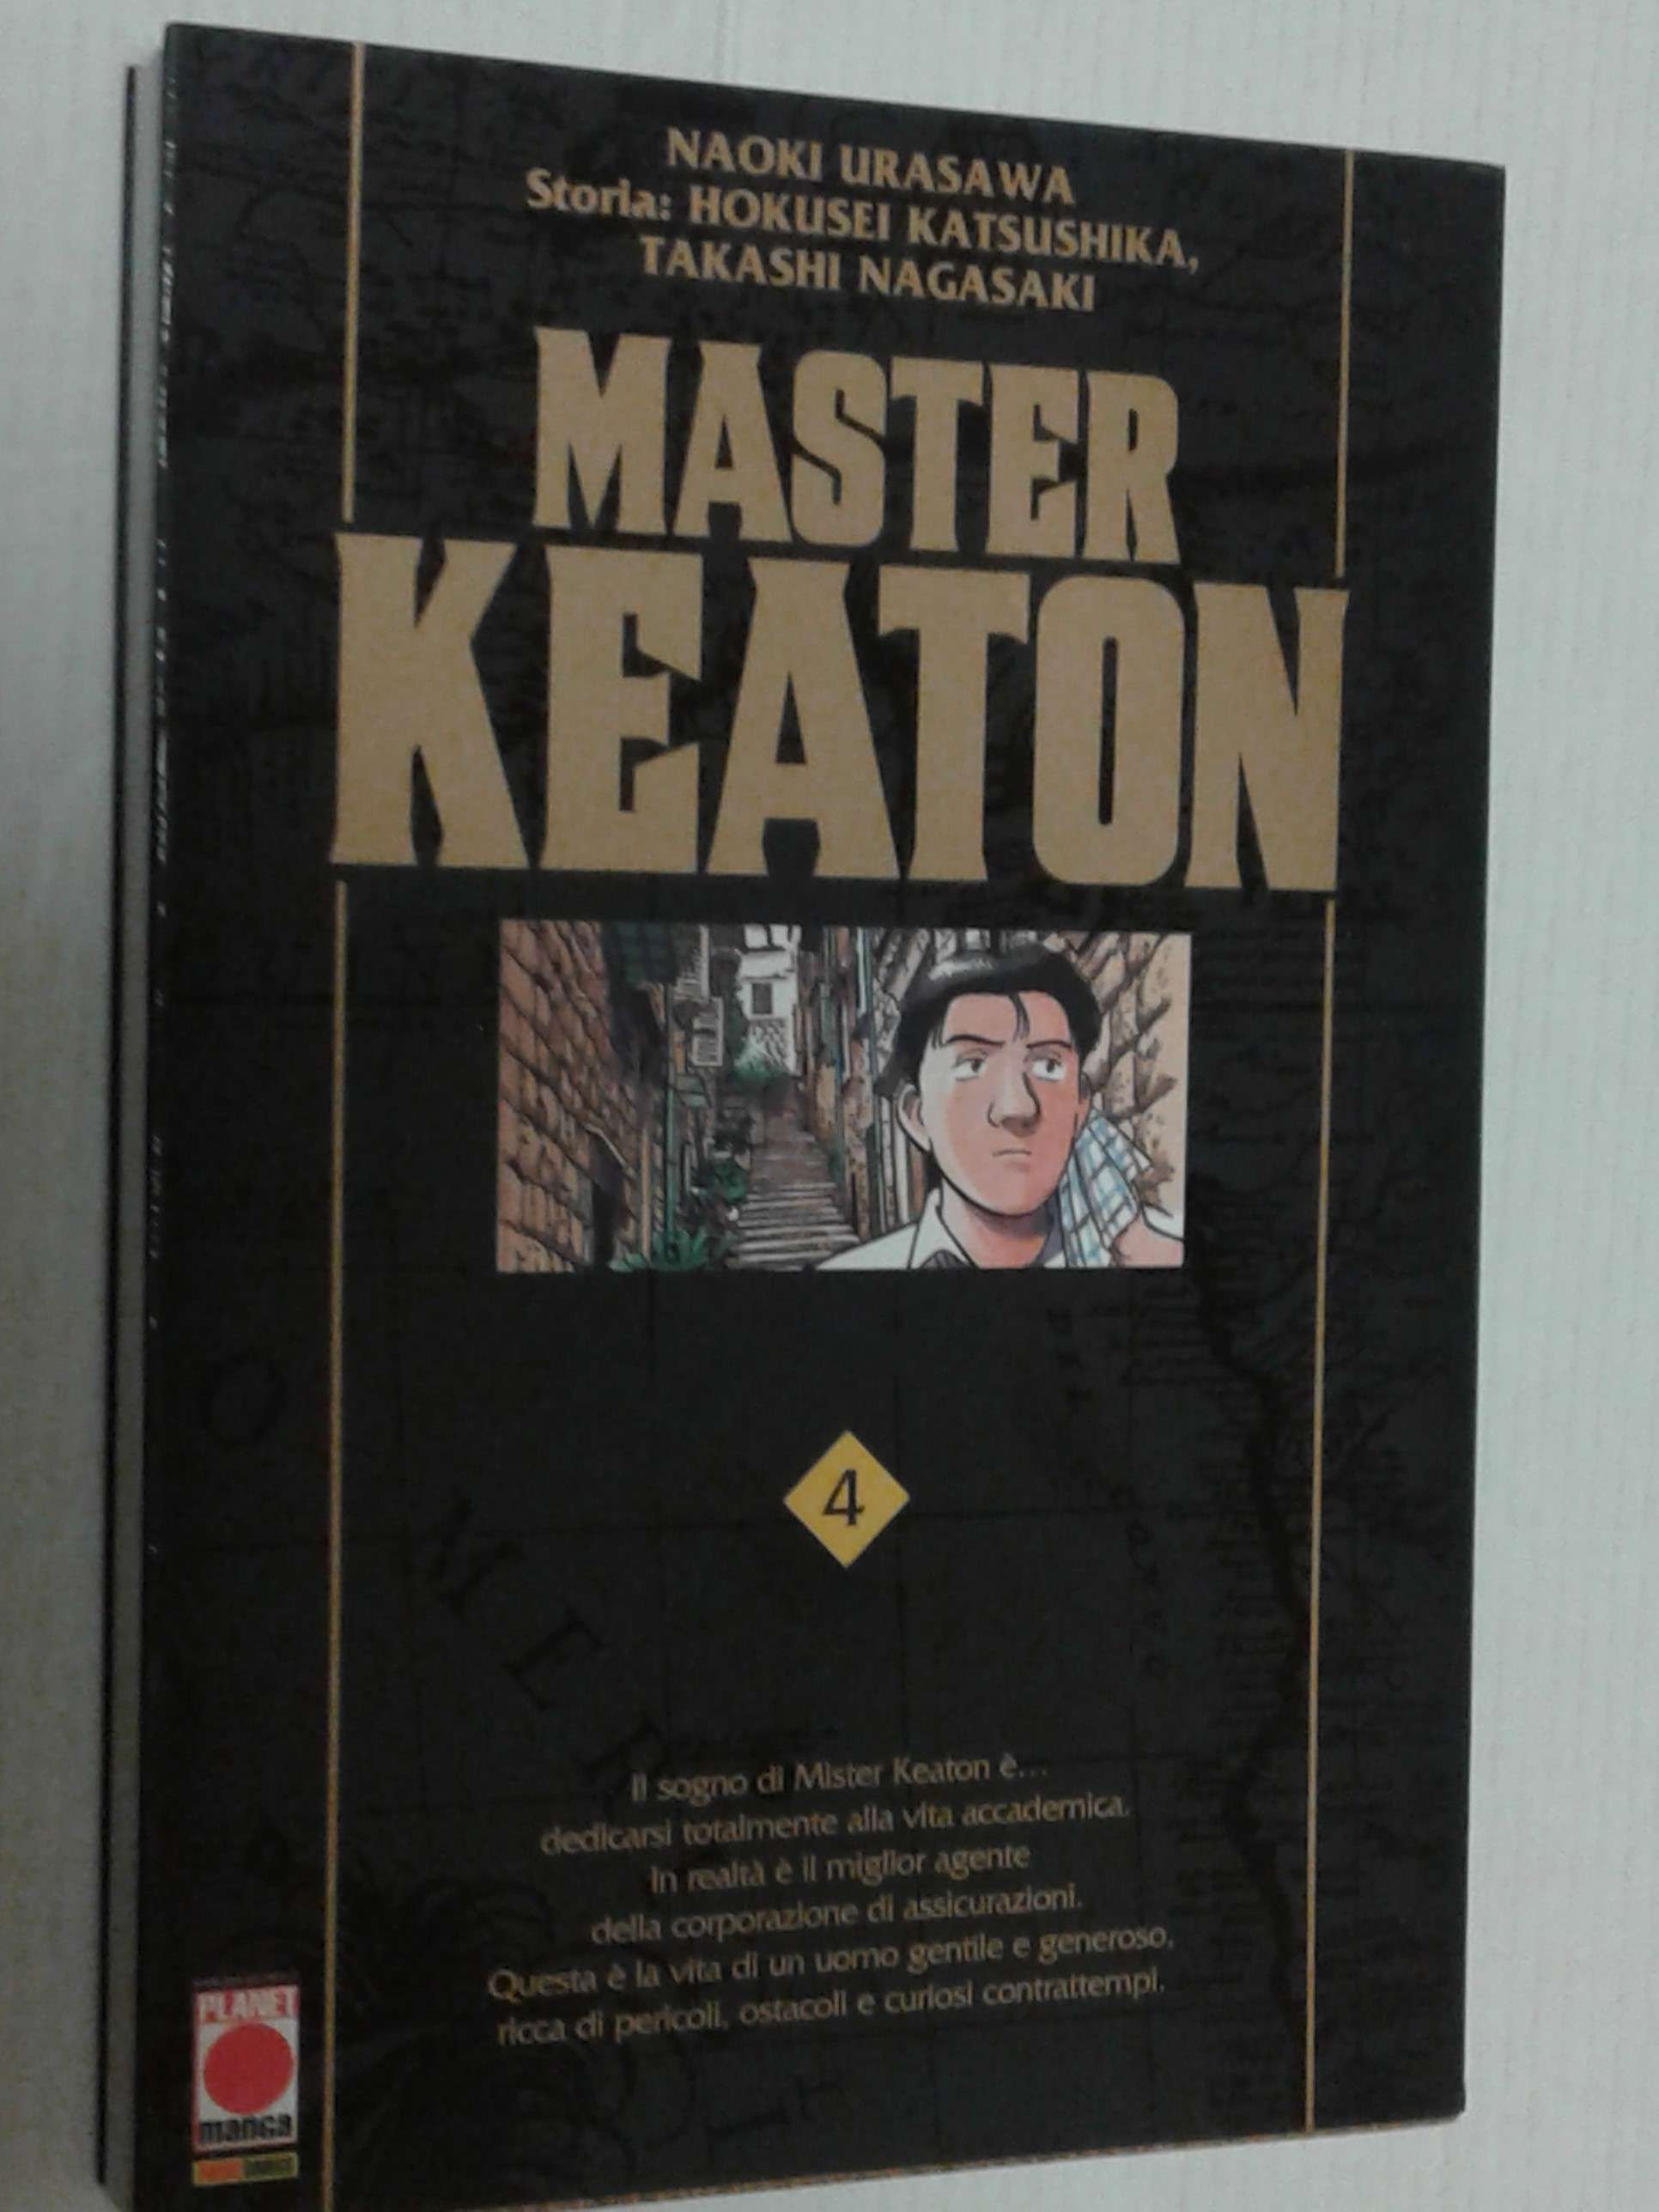 NAOKI URASAWA
Storia: HOKUSEI KATSUSHIKA,
TAKASHI NAGASAKI
MASTER
KEATON
4
Il sogno di Mister Keaton è...
dedicarsi totalmente alla vita accademica.
In realtà è il miglior agente
della corporazione di assicurazioni.
Questa è la vita di un uomo gentile e generoso,
ricca di pericoli, ostacoli e curiosi contrattempi.
PLANET
manga